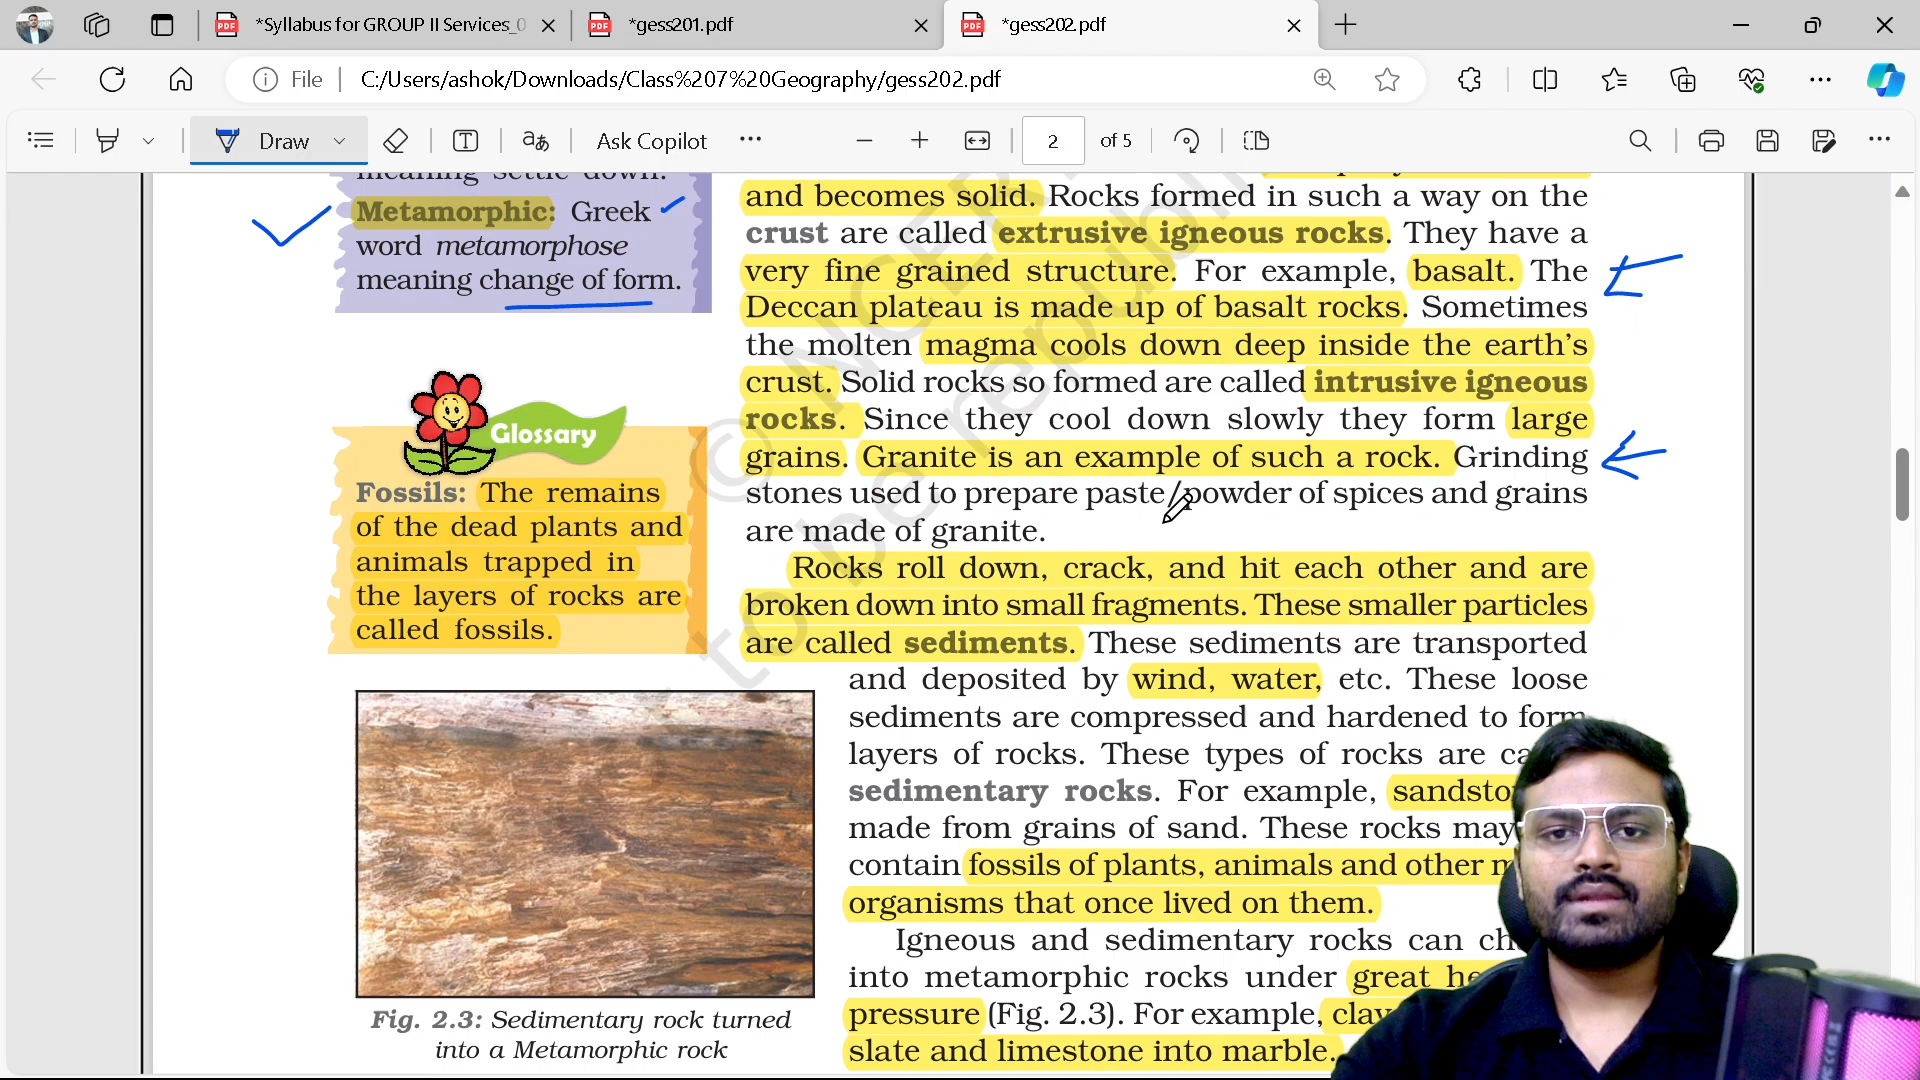 *Syllabus for GROUP II Services_0
*gess201.pdf
*gess202.pdf
File
C:/Users/ashok/Downloads/Class%207%20Geography/gess202.pdf
Draw
Ask Copilot
2 of 5
meaning settle down.
Metamorphic: Greek
word metamorphose
meaning change of form.
Glossary
Fossils: The remains
of the dead plants and
animals trapped in
the layers of rocks are
called fossils.
Fig. 2.3: Sedimentary rock turned
into a Metamorphic rock
and becomes solid. Rocks formed in such a way on the
crust are called extrusive igneous rocks. They have a
very fine grained structure. For example, basalt. The
Deccan plateau is made up of basalt rocks. Sometimes
the molten magma cools down deep inside the earth's
crust. Solid rocks so formed are called intrusive igneous
rocks. Since they cool down slowly they form large
grains. Granite is an example of such a rock. Grinding
stones used to prepare paste/powder of spices and grains
are made of granite.
Rocks roll down, crack, and hit each other and are
broken down into small fragments. These smaller particles
are called sediments. These sediments are transported
and deposited by wind, water, etc. These loose
sediments are compressed and hardened to form
layers of rocks. These types of rocks are
sedimentary rocks. For example,
made from grains of sand. These rocks may
contain fossils of plants, animals and other
organisms that once lived on them.
Igneous and sedimentary rocks can
into metamorphic rocks under great
pressure (Fig. 2.3). For example,
slate and limestone into marble.